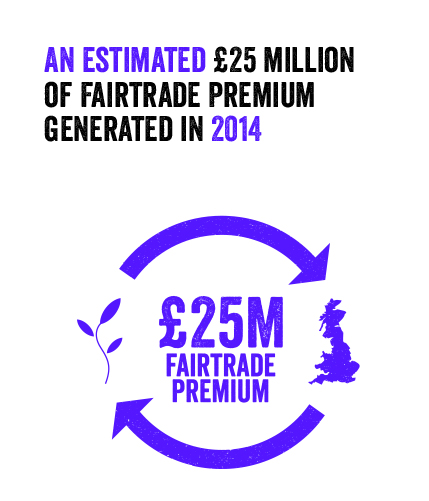 AN ESTIMATED £25 MILLION
OF FAIRTRADE PREMIUM
GENERATED IN 2014
£25M
FAIRTRADE
PREMIUM